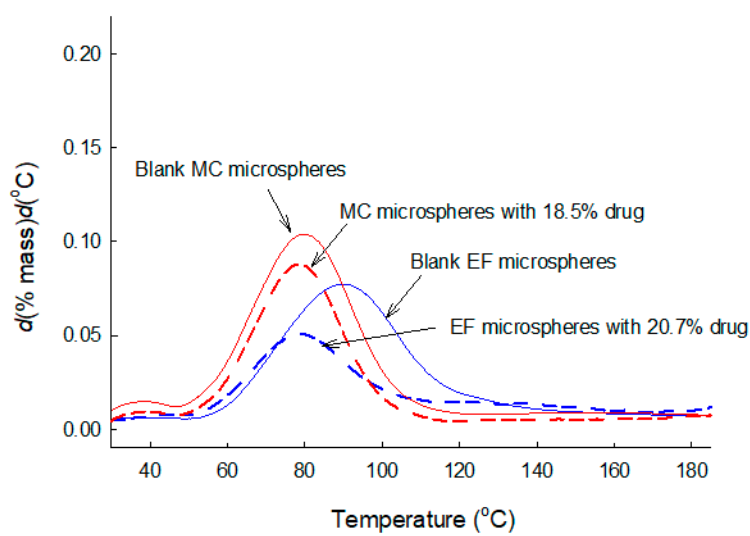 0.20
0.15
0.10
0.05
0.00
d(% mass)d(°C)
Blank MC microspheres
MC microspheres with 18.5% drug
Blank EF microspheres
EF microspheres with 20.7% drug
40 60 80 100 120 140 160 180
Temperature (°C)